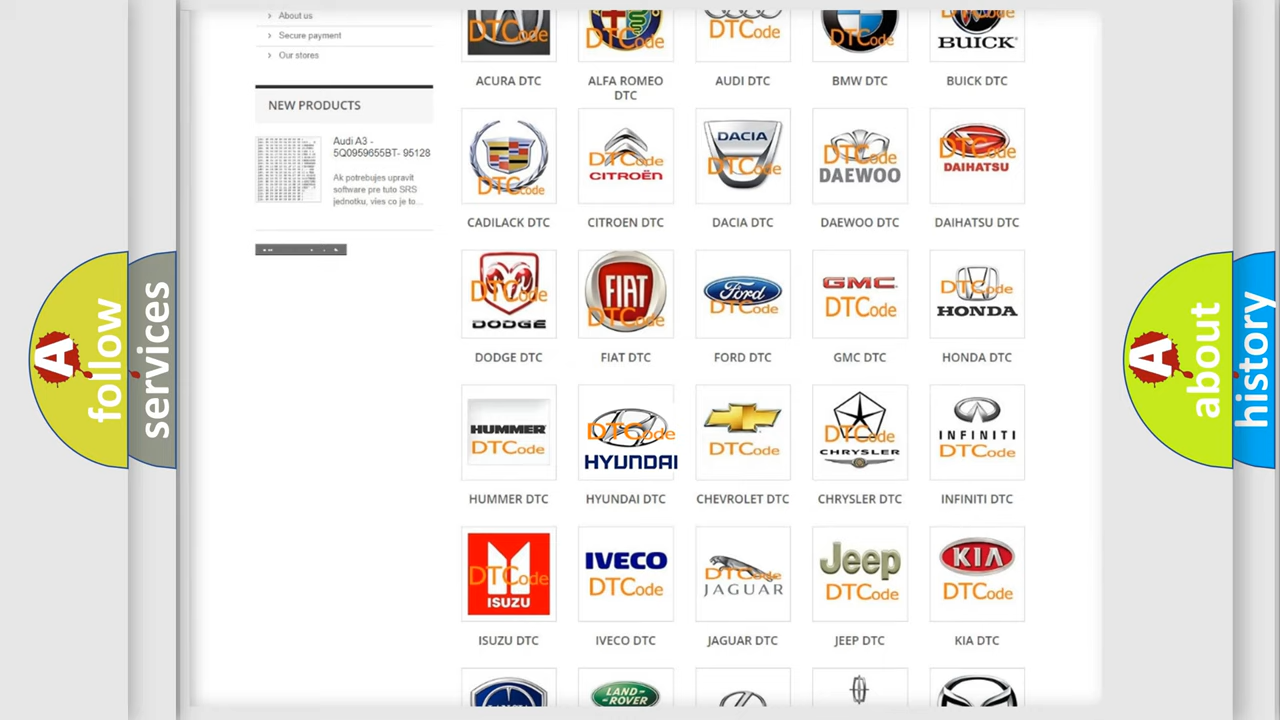 About us
Secure payment
Our stores
NEW PRODUCTS
Audi A3 -
5Q0959655BT- 95128
Ak potrebujes upravit
software pre tuto SRS
jednotku, vies co je to...
DTCode
DTCode
DTCode
DTCode
BUICK
ACURA DTC
ALFA ROMEO
DTC
AUDI DTC
BMW DTC
BUICK DTC
DTCode
DTCode
CITROËN
DACIA
DTCode
DTCode
DAEWOO
DTCode
DAIHATSU
CADILACK DTC
CITROEN DTC
DACIA DTC
DAEWOO DTC
DAIHATSU DTC
DTCode
DODGE
FIAT
DTCode
Ford
DTCode
GMC
DTCode
DTCode
HONDA
DODGE DTC
FIAT DTC
FORD DTC
GMC DTC
HONDA DTC
HUMMER
DTCode
DTCode
HYUNDAI
DTCode
DTCode
CHRYSLER
INFINITI
DTCode
HUMMER DTC
HYUNDAI DTC
CHEVROLET DTC
CHRYSLER DTC
INFINITI DTC
DTCode
ISUZU
IVECO
DTCode
DTCode
JAGUAR
Jeep
DTCode
KIA
DTCode
ISUZU DTC
IVECO DTC
JAGUAR DTC
JEEP DTC
KIA DTC
LAND-
ROVER
A
follow
services
A
about
history